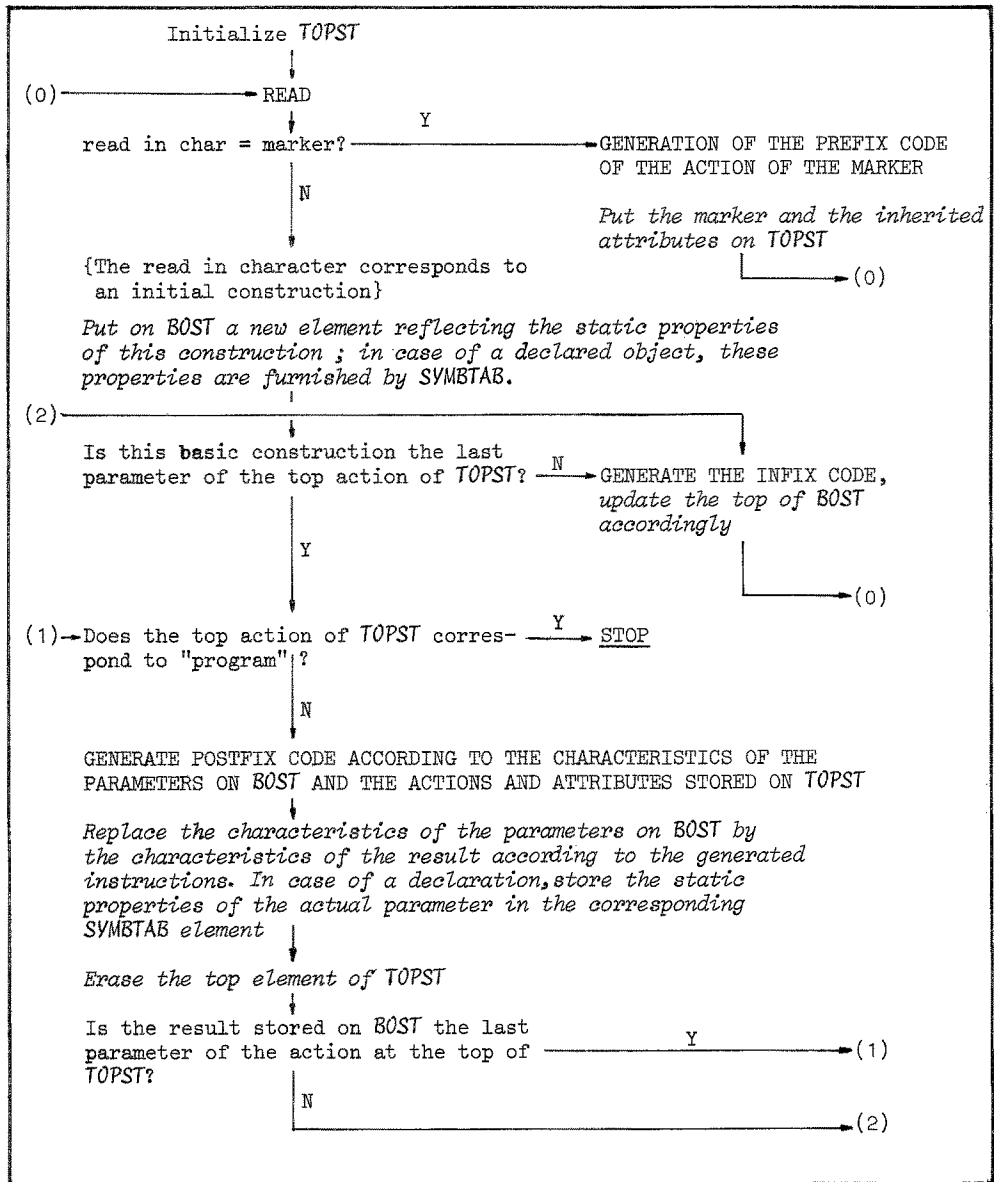 Initialize TOPST
(0)
READ
read in char = marker?
Y
GENERATION OF THE PREFIX CODE
OF THE ACTION OF THE MARKER
N
Put the marker and the inherited
attributes on TOPST
(0)
{The read in character corresponds to
an initial construction}
Put on BOST a new element reflecting the static properties
of this construction ; in case of a declared object, these
properties are furnished by SYMBTAB.
(2)
Is this basic construction the last
parameter of the top action of TOPST?
N
GENERATE THE INFIX CODE,
update the top of BOST
accordingly
Y
(0)
(1)
Does the top action of TOPST corres-
pond to "program" ?
Y
STOP
N
GENERATE POSTFIX CODE ACCORDING TO THE CHARACTERISTICS OF THE
PARAMETERS ON BOST AND THE ACTIONS AND ATTRIBUTES STORED ON TOPST
Replace the characteristics of the parameters on BOST by
the characteristics of the result according to the generated
instructions. In case of a declaration, store the static
properties of the actual parameter in the corresponding
SYMBTAB element
Erase the top element of TOPST
Is the result stored on BOST the last
parameter of the action at the top of
TOPST?
Y
(1)
N
(2)